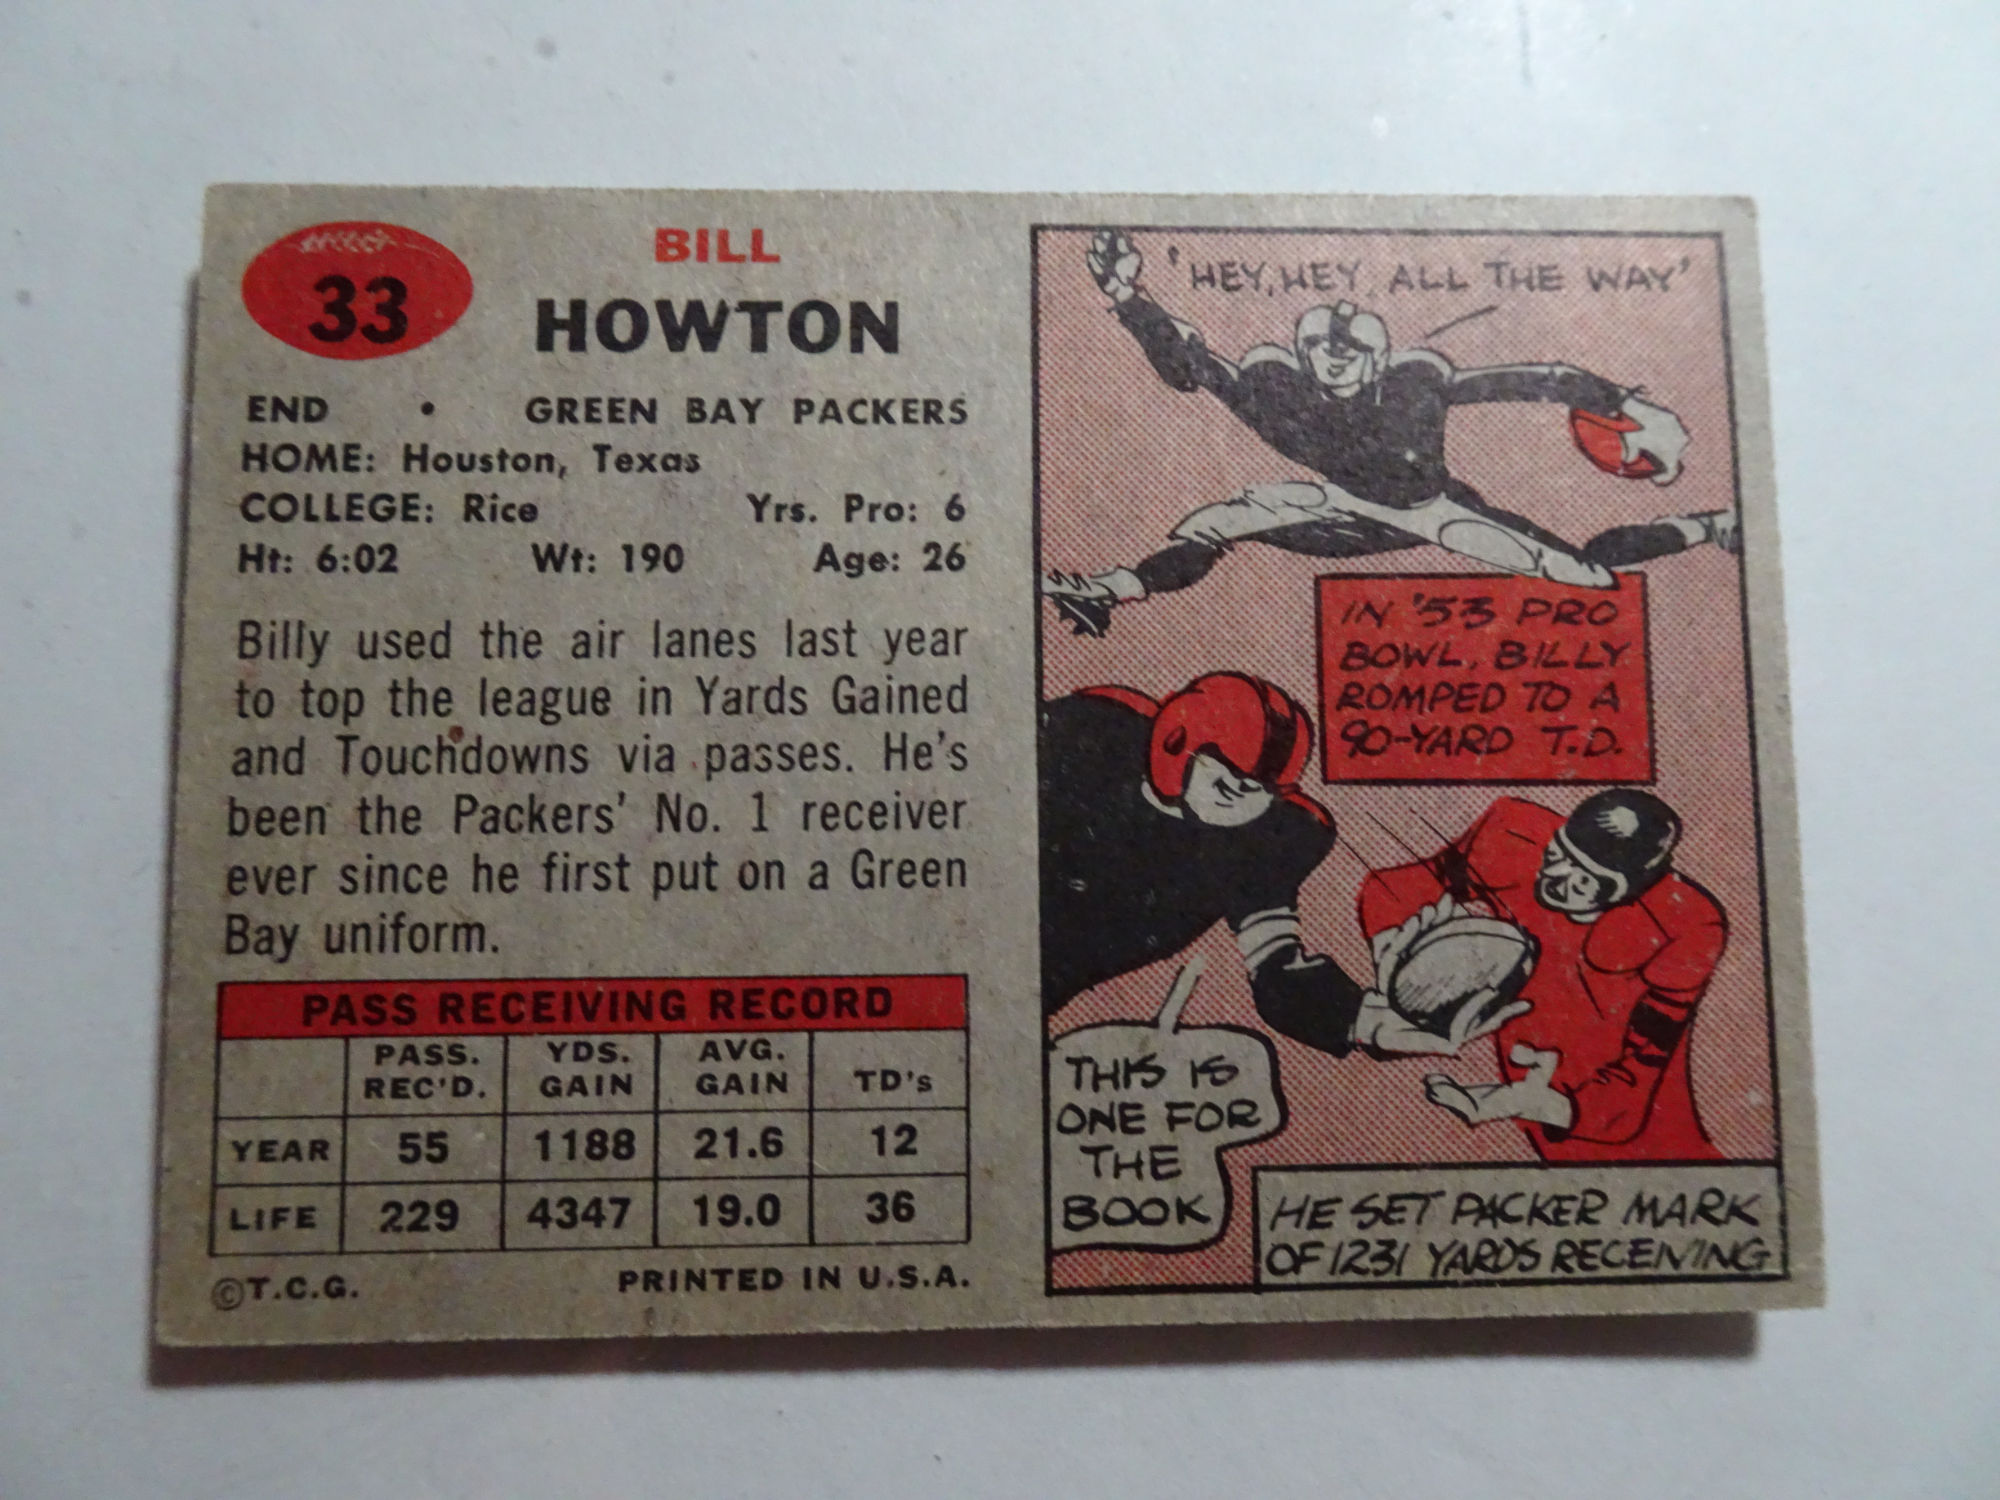 33
BILL
HOWTON
END • GREEN BAY PACKERS
HOME: Houston, Texas
COLLEGE: Rice Yrs. Pro: 6
Ht: 6:02 Wt: 190 Age: 26
Billy used the air lanes last year
to top the league in Yards Gained
and Touchdowns via passes. He's
been the Packers' No. 1 receiver
ever since he first put on a Green
Bay uniform.
PASS RECEIVING RECORD
PASS. REC'D. YDS. GAIN AVG. GAIN TD's
YEAR 55 1188 21.6 12
LIFE 229 4347 19.0 36
©T.C.G. PRINTED IN U.S.A.
'HEY, HEY, ALL THE WAY'
IN '53 PRO
BOWL, BILLY
ROMPED TO A
90-YARD T.D.
THIS IS
ONE FOR
THE
BOOK
HE SET PACKER MARK
OF 1231 YARDS RECEIVING